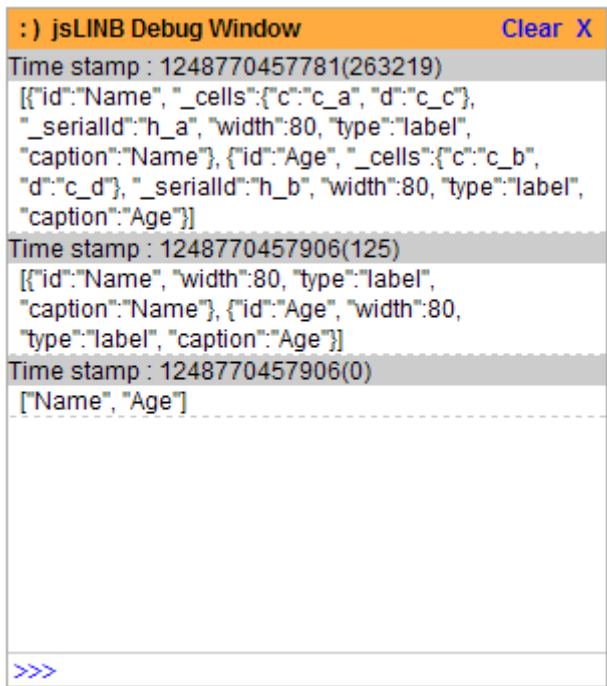 :) jsLINB Debug Window Clear X
Time stamp : 1248770457781(263219)
[{"id":"Name", "_cells":{"c":"c_a", "d":"c_c"},
"_serialId":"h_a", "width":80, "type":"label",
"caption":"Name"}, {"id":"Age", "_cells":{"c":"c_b",
"d":"c_d"}, "_serialId":"h_b", "width":80, "type":"label",
"caption":"Age"}]
Time stamp : 1248770457906(125)
[{"id":"Name", "width":80, "type":"label",
"caption":"Name"}, {"id":"Age", "width":80,
"type":"label", "caption":"Age"}]
Time stamp : 1248770457906(0)
["Name", "Age"]
>>>